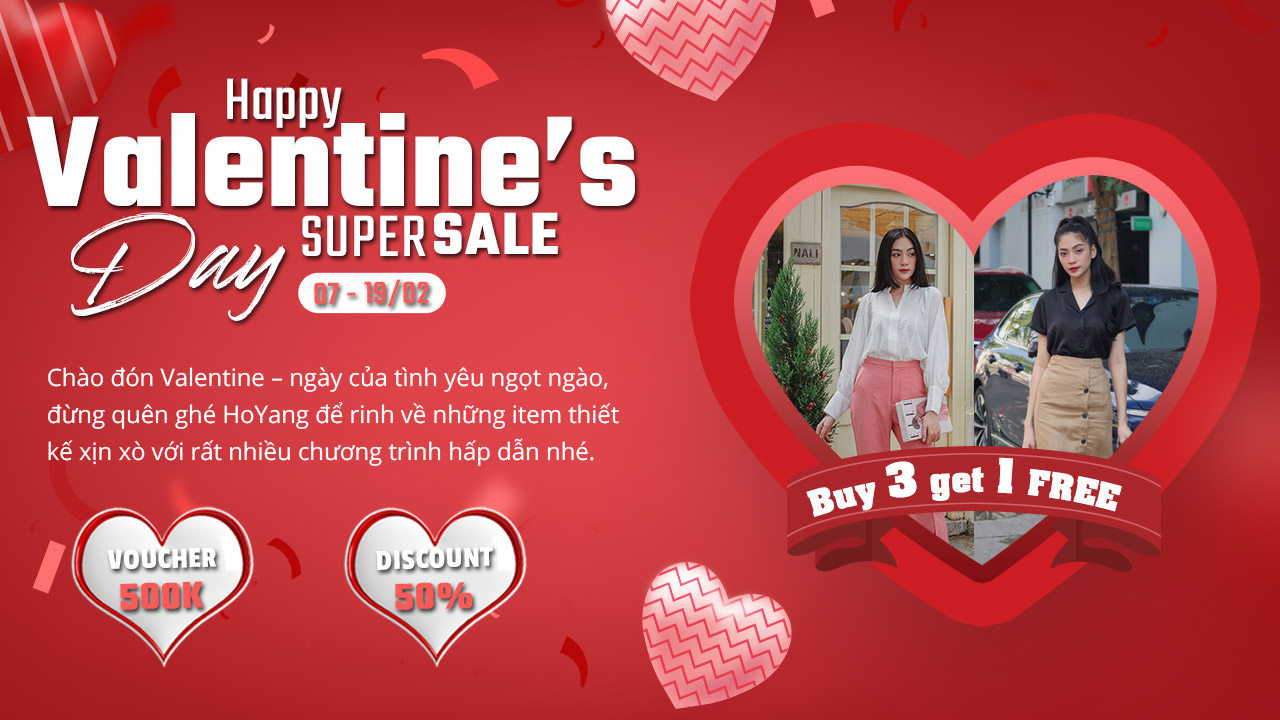 Happy
Valentine's
Day SUPER SALE
07 - 19/02
Chào đón Valentine – ngày của tình yêu ngọt ngào,
đừng quên ghé HoYang để rinh về những item thiết
kế xịn xò với rất nhiều chương trình hấp dẫn nhé.
VOUCHER
500K
DISCOUNT
50%
NALI
Buy 3 get 1 FREE